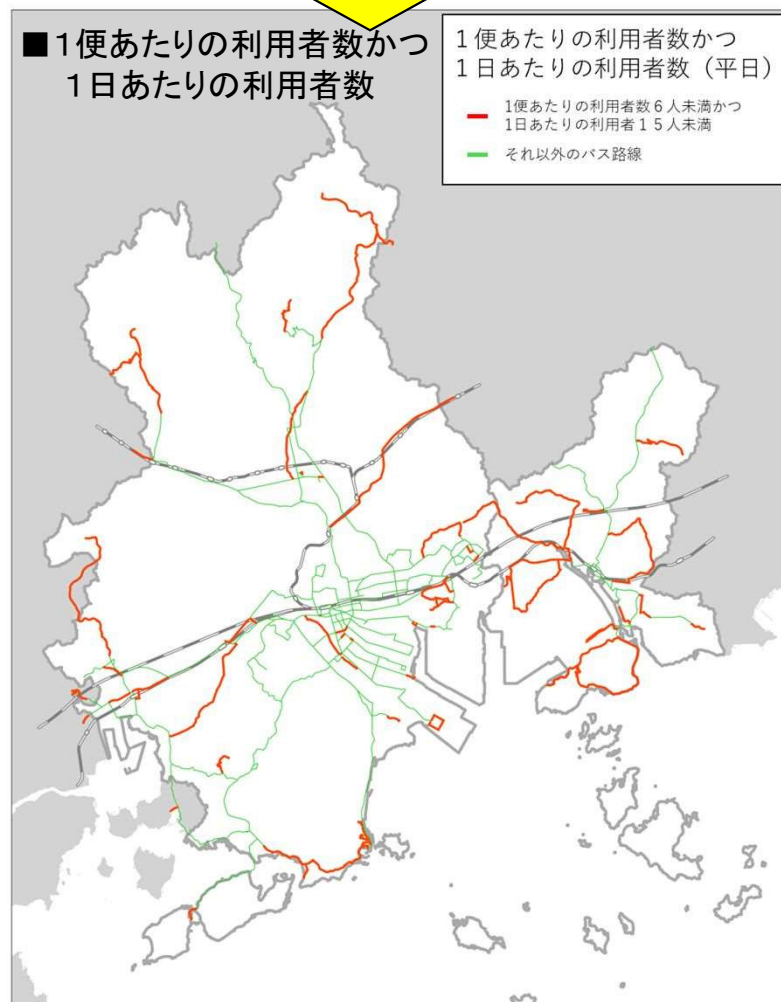 ■１便あたりの利用者数かつ
１日あたりの利用者数
１便あたりの利用者数かつ
１日あたりの利用者数（平日）
1便あたりの利用者数６人未満かつ
1日あたりの利用者１５人未満
それ以外のバス路線